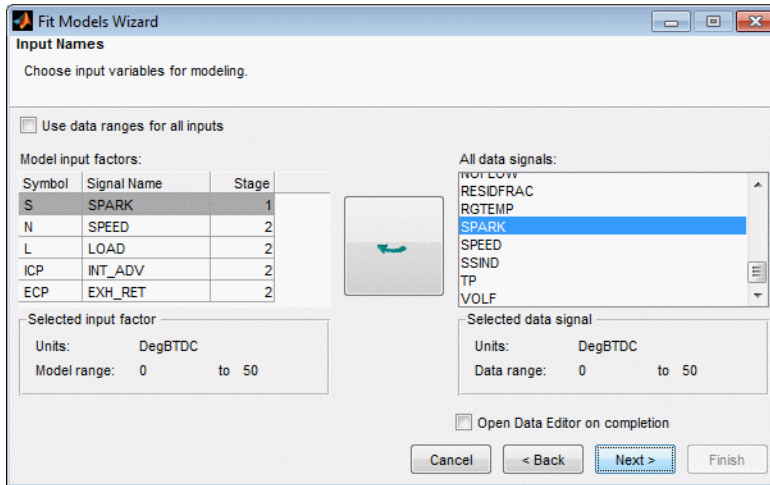 Fit Models Wizard
Input Names
Choose input variables for modeling.
Use data ranges for all inputs
Model input factors:
Symbol Signal Name Stage
S SPARK 1
N SPEED 2
L LOAD 2
ICP INT_ADV 2
ECP EXH_RET 2
Selected input factor
Units: DegBTDC
Model range: 0 to 50
All data signals:
RESIDFRAC
RGTEMP
SPARK
SPEED
SSIND
TP
VOLF
Selected data signal
Units: DegBTDC
Data range: 0 to 50
Open Data Editor on completion
Cancel < Back Next > Finish